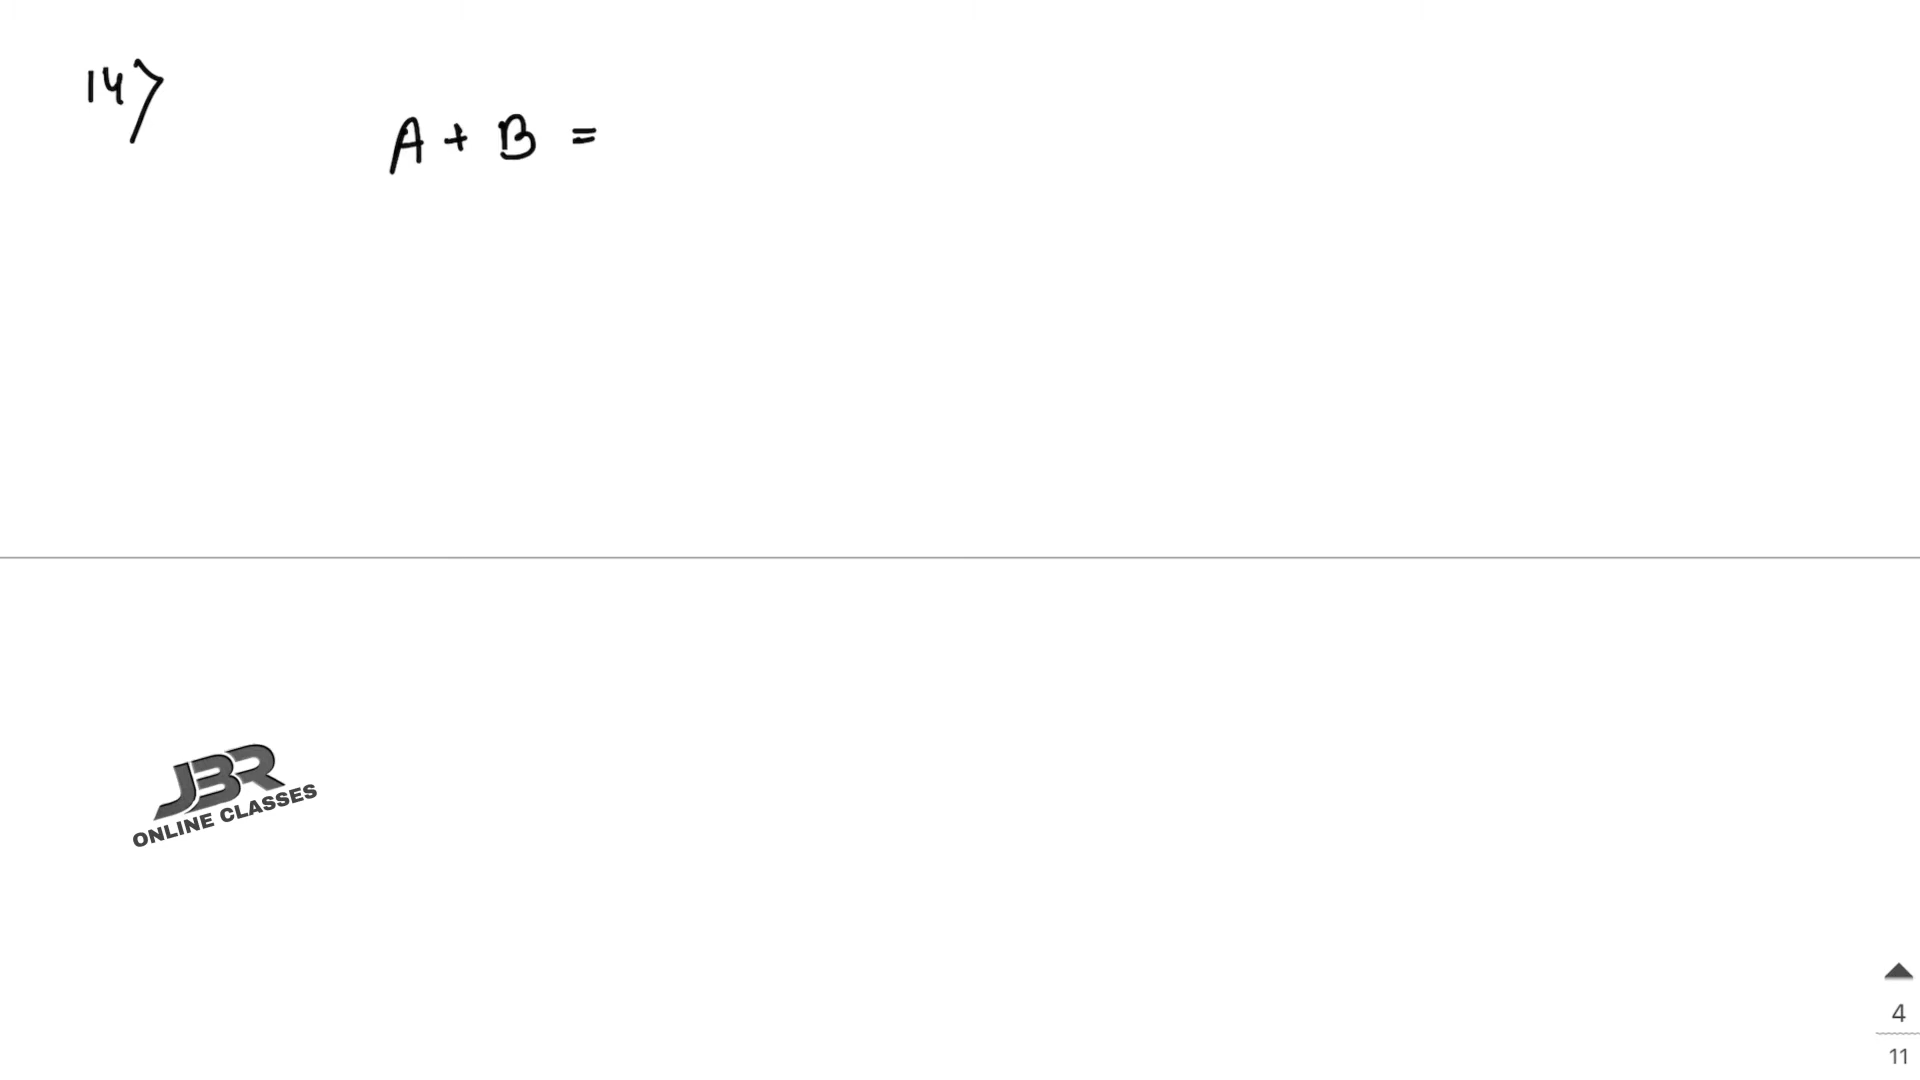 14>
A + B =
JBR
ONLINE CLASSES
4
11